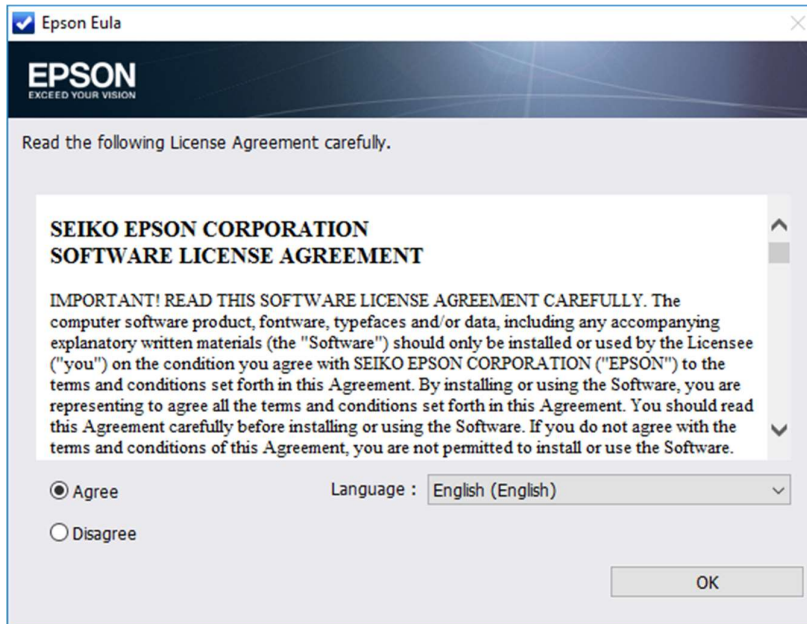 Epson Eula
EPSON
EXCEED YOUR VISION
Read the following License Agreement carefully.
SEIKO EPSON CORPORATION
SOFTWARE LICENSE AGREEMENT
IMPORTANT! READ THIS SOFTWARE LICENSE AGREEMENT CAREFULLY. The
computer software product, fontware, typefaces and/or data, including any accompanying
explanatory written materials (the "Software") should only be installed or used by the Licensee
("you") on the condition you agree with SEIKO EPSON CORPORATION ("EPSON") to the
terms and conditions set forth in this Agreement. By installing or using the Software, you are
representing to agree all the terms and conditions set forth in this Agreement. You should read
this Agreement carefully before installing or using the Software. If you do not agree with the
terms and conditions of this Agreement, you are not permitted to install or use the Software.
Agree
Language : English (English)
Disagree
OK